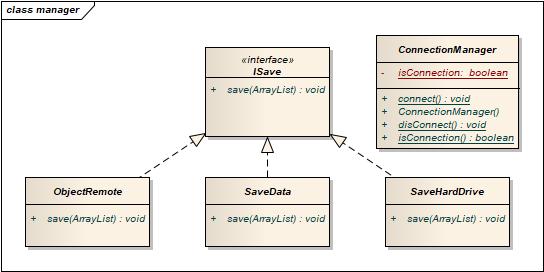 class manager
«interface»
ISave
+ save(ArrayList) : void
ConnectionManager
- isConnection: boolean
+ connect() : void
+ ConnectionManager()
+ disConnect() : void
+ isConnection() : boolean
ObjectRemote
+ save(ArrayList) : void
SaveData
+ save(ArrayList) : void
SaveHardDrive
+ save(ArrayList) : void